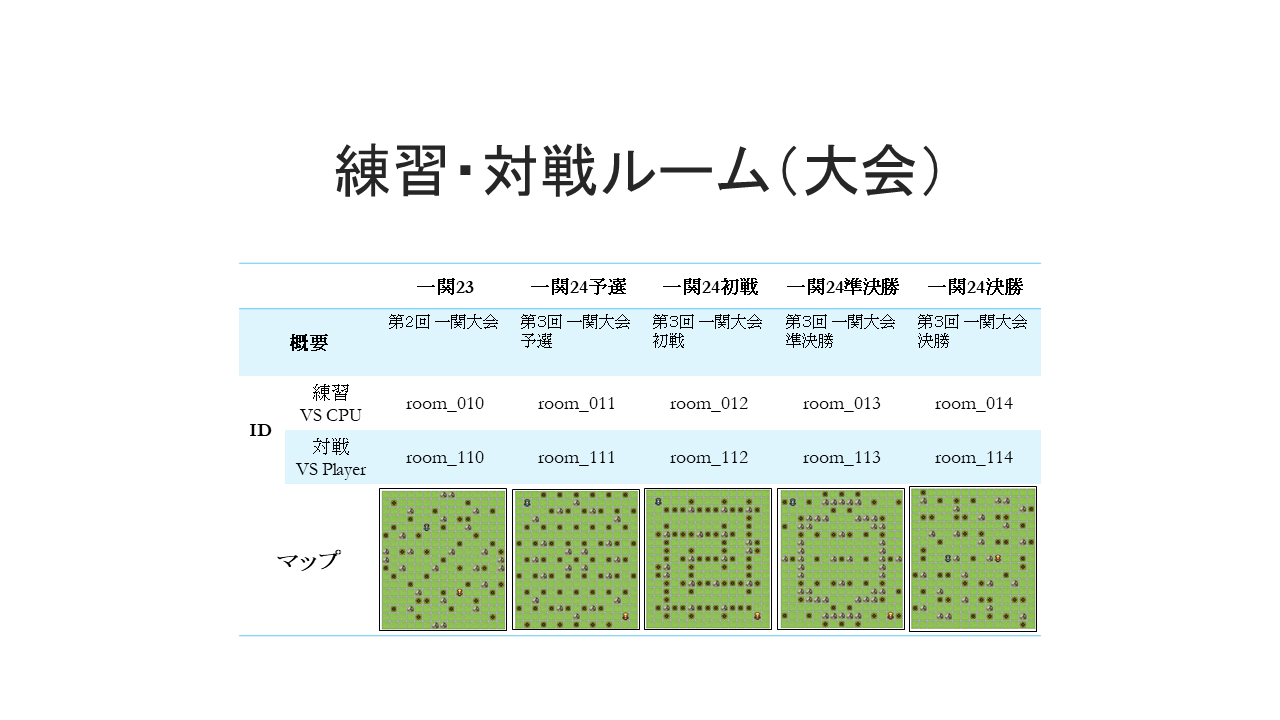 練習・対戦ルーム（大会）
一関23 一関24予選 一関24初戦 一関24準決勝 一関24決勝
概要
第2回 一関大会
第3回 一関大会
予選
第3回 一関大会
初戦
第3回 一関大会
準決勝
第3回 一関大会
決勝
ID
練習
VS CPU
room_010 room_011 room_012 room_013 room_014
対戦
VS Player
room_110 room_111 room_112 room_113 room_114
マップ